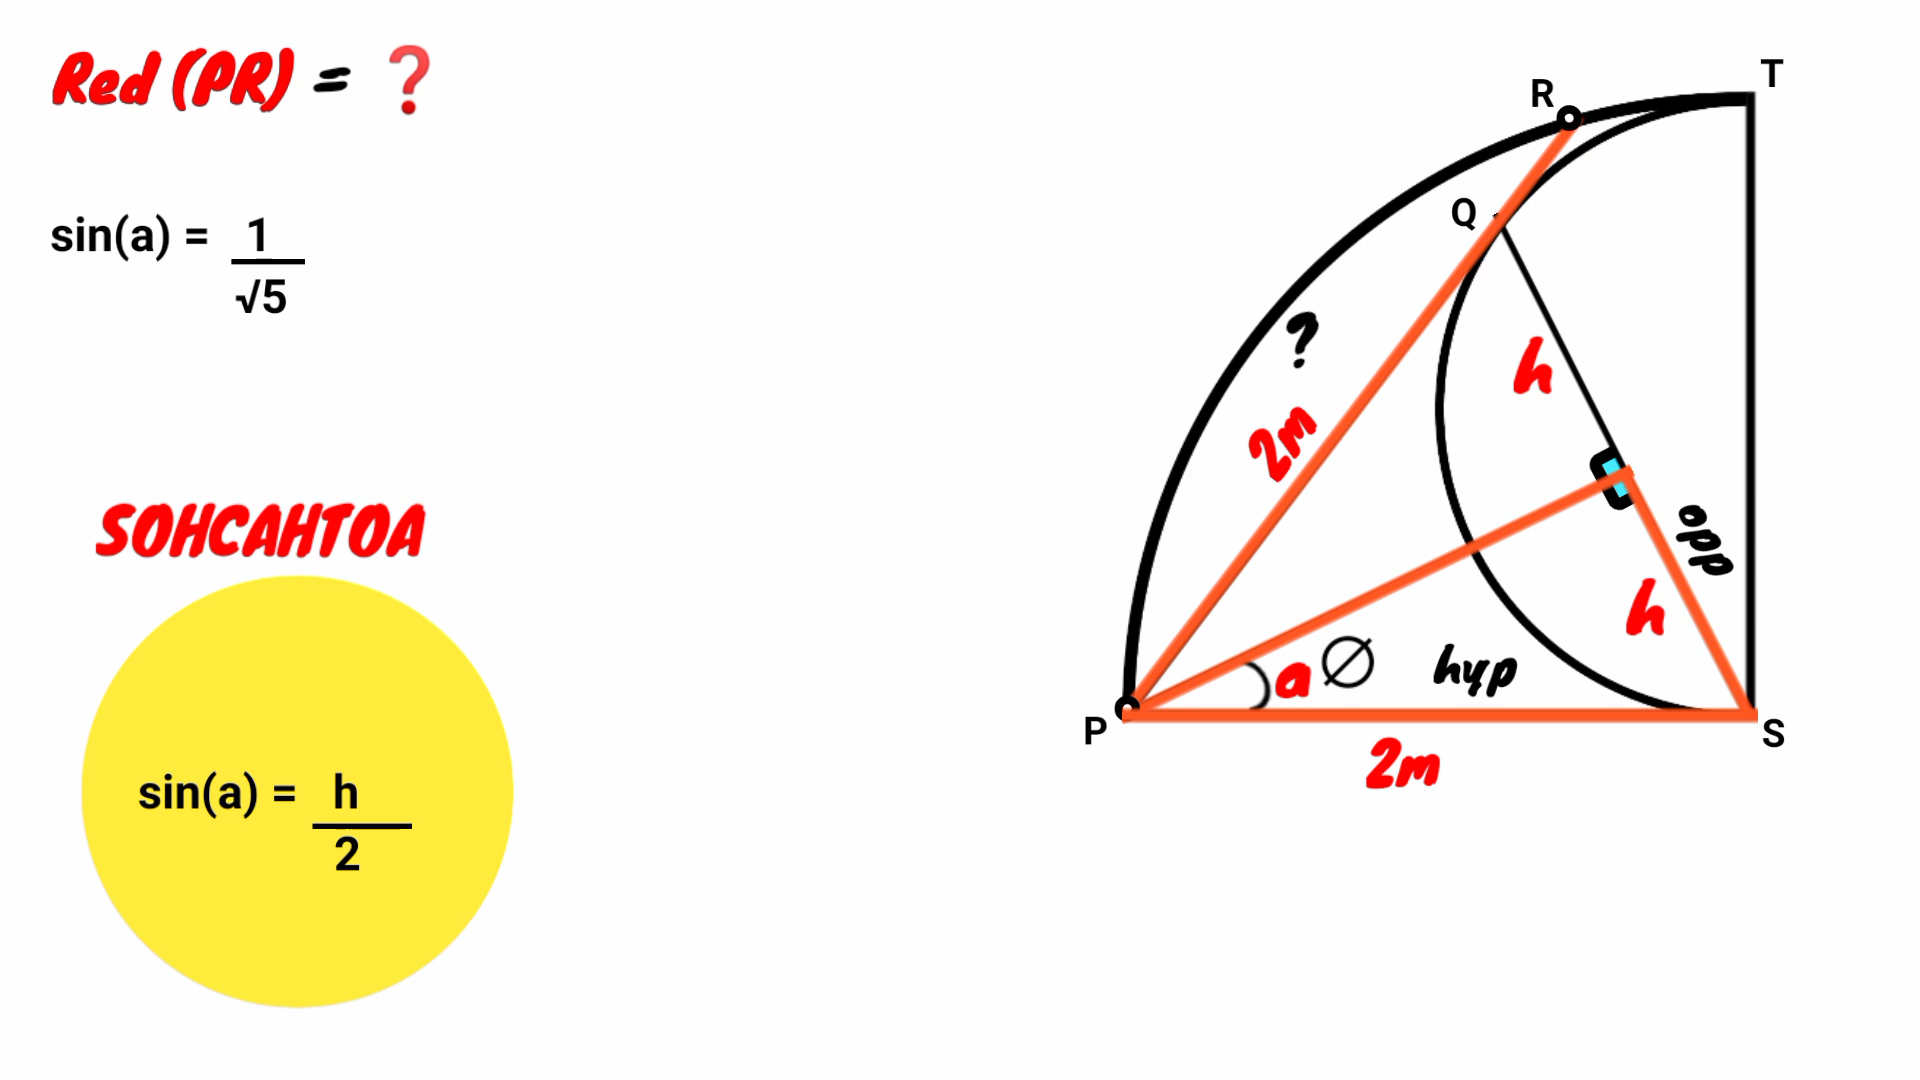 Red (PR) = ❓
sin(a) = 1
√5
SOHCAHTOA
sin(a) = h
2
T
R
Q
?
h
2m
opp
h
a Ø
hyp
P
S
2m